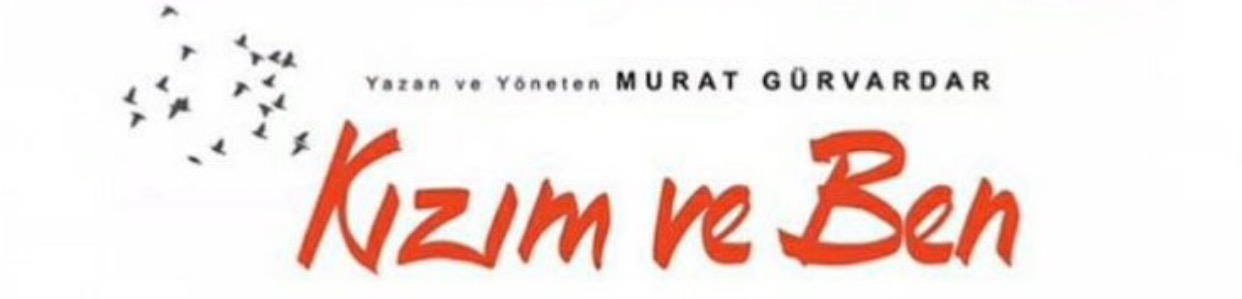 Yazan ve Yöneten MURAT GÜRVARDAR
Kızım ve Ben